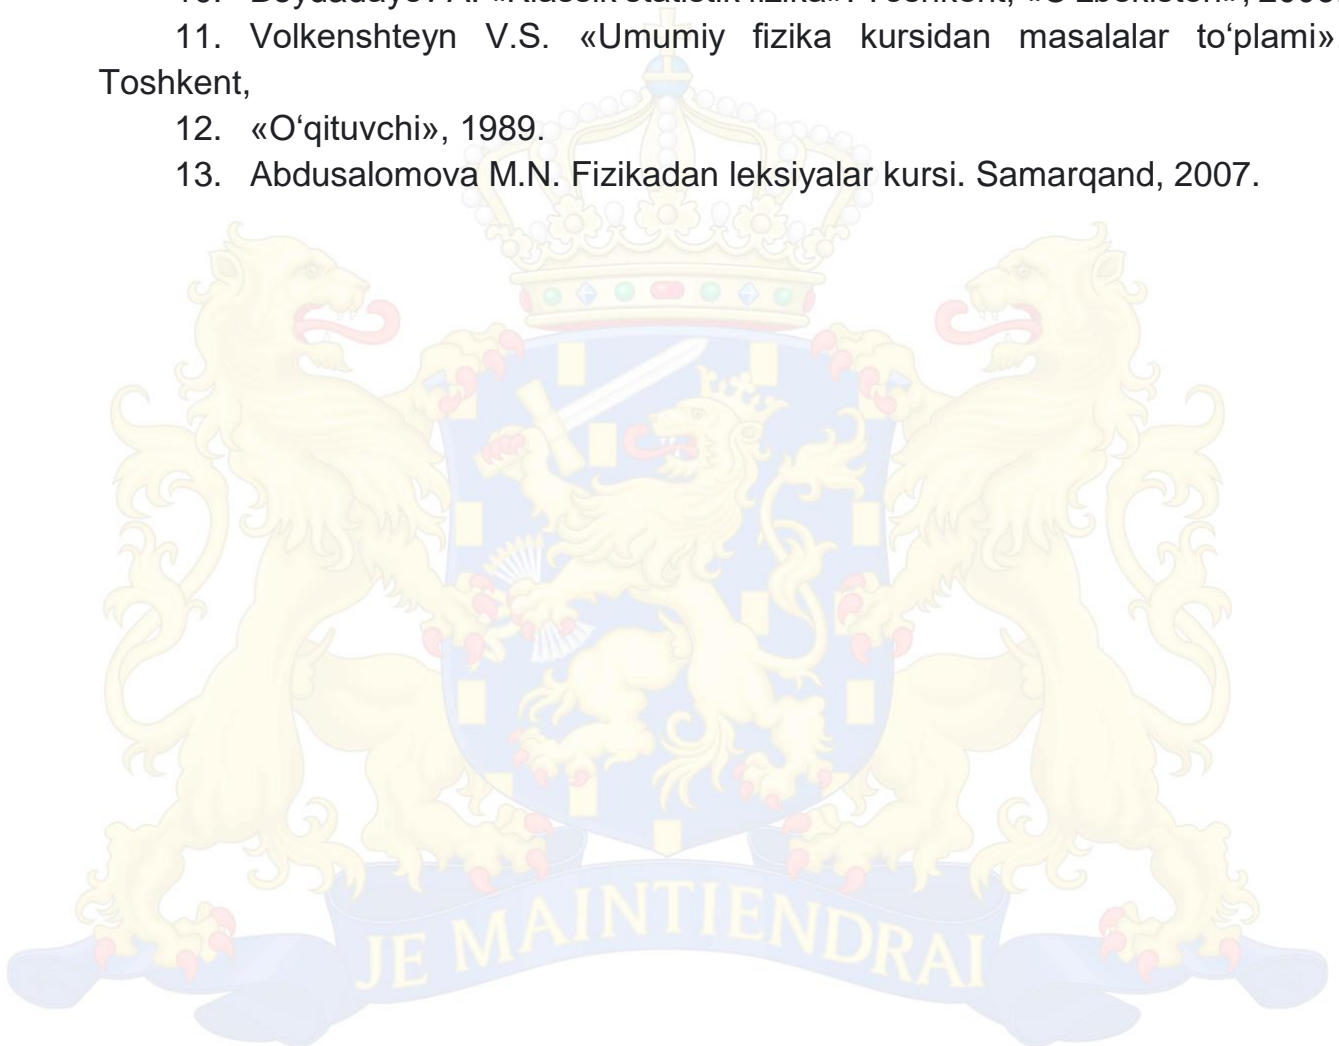 11. Volkenshteyn V.S. «Umumiy fizika kursidan masalalar to‘plami»
Toshkent,
12. «O‘qituvchi», 1989.
13. Abdusalomova M.N. Fizikadan leksiyalar kursi. Samarqand, 2007.
JE MAINTIENDRAI